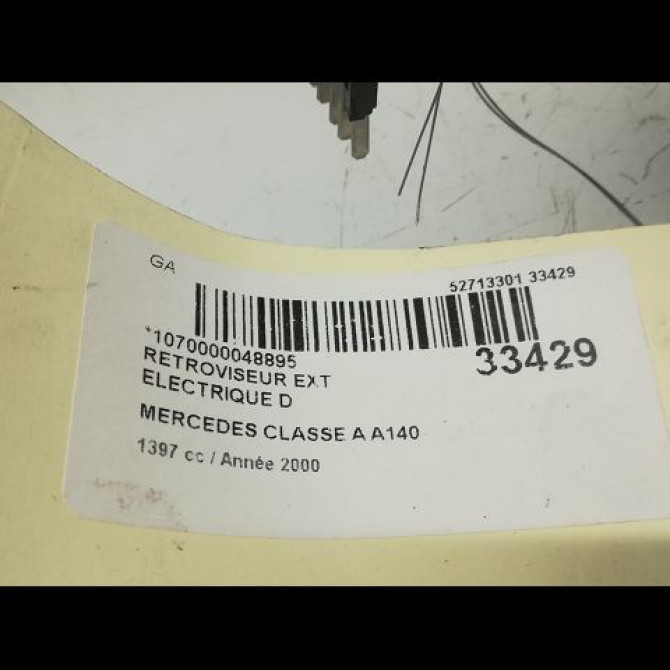 GA
52713301 33429
*1070000048895
33429
RETROVISEUR EXT
ELECTRIQUE D
MERCEDES CLASSE A A140
1397 cc / Année 2000